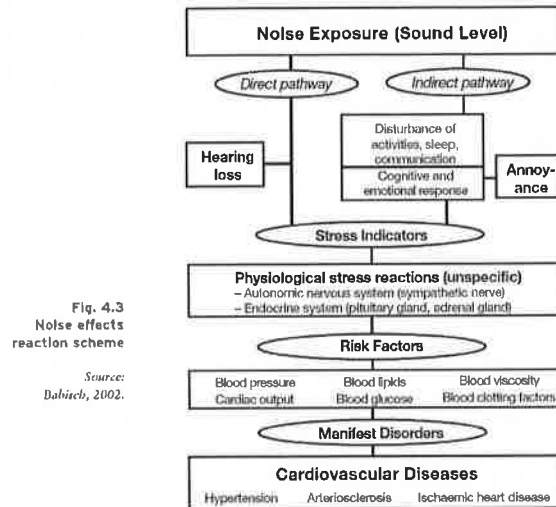 Noise Exposure (Sound Level)
Direct pathway
Indirect pathway
Disturbance of
activities, sleep,
communication
Hearing
loss
Cognitive and
emotional response
Annoy-
ance
Stress Indicators
Physiological stress reactions (unspecific)
– Autonomic nervous system (sympathetic nerve)
– Endocrine system (pituitary gland, adrenal gland)
Fig. 4.3
Noise effects
reaction scheme
Source:
Babisch, 2002.
Risk Factors
Blood pressure Blood lipids Blood viscosity
Cardiac output Blood glucose Blood clotting factors
Manifest Disorders
Cardiovascular Diseases
Hypertension Arteriosclerosis Ischaemic heart disease